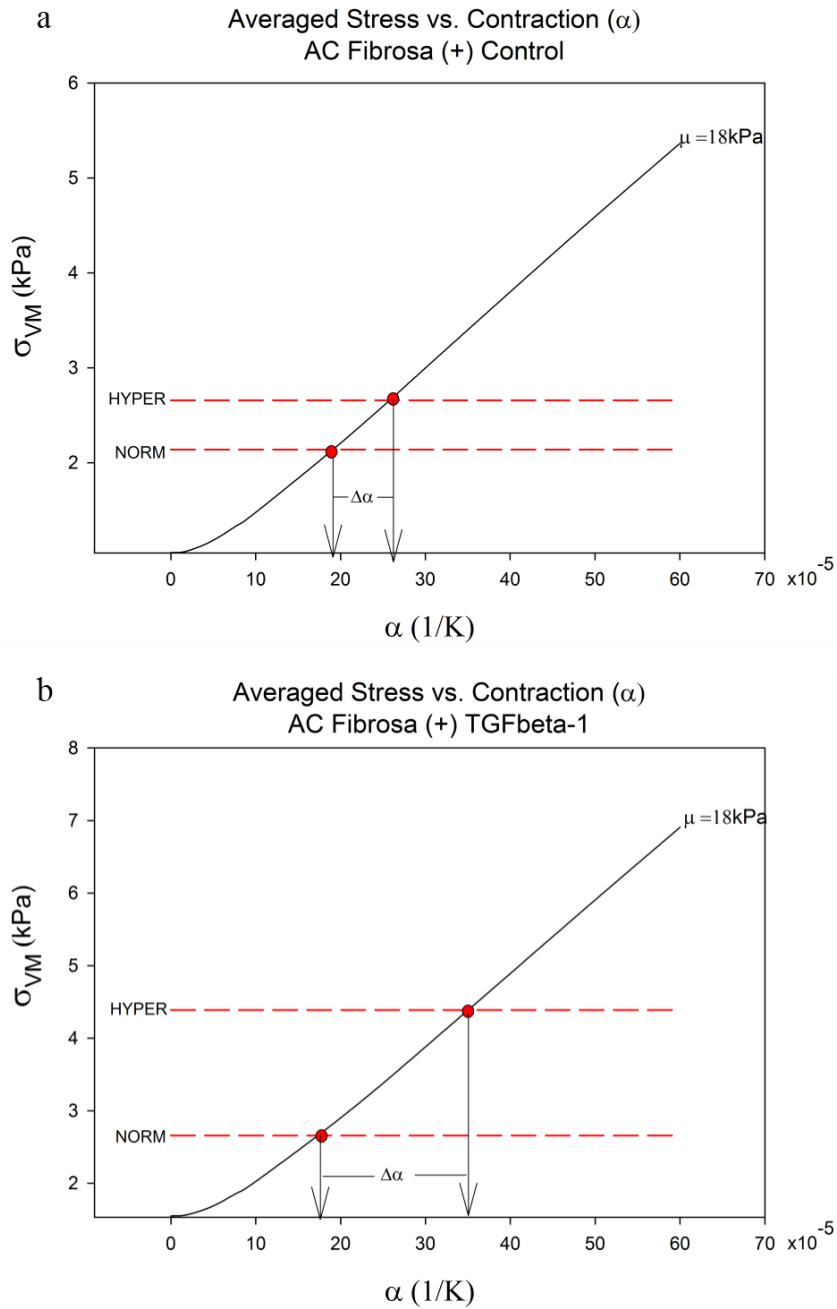 a
Averaged Stress vs. Contraction (α)
AC Fibrosa (+) Control
6
μ =18kPa
5
4
σVM (kPa)
3
HYPER
NORM
2
Δα
0 10 20 30 40 50 60 70 x10-5
α (1/K)
b
Averaged Stress vs. Contraction (α)
AC Fibrosa (+) TGFbeta-1
8
7
μ =18kPa
6
5
σVM (kPa)
HYPER
4
3
NORM
2
Δα
0 10 20 30 40 50 60 70 x10-5
α (1/K)